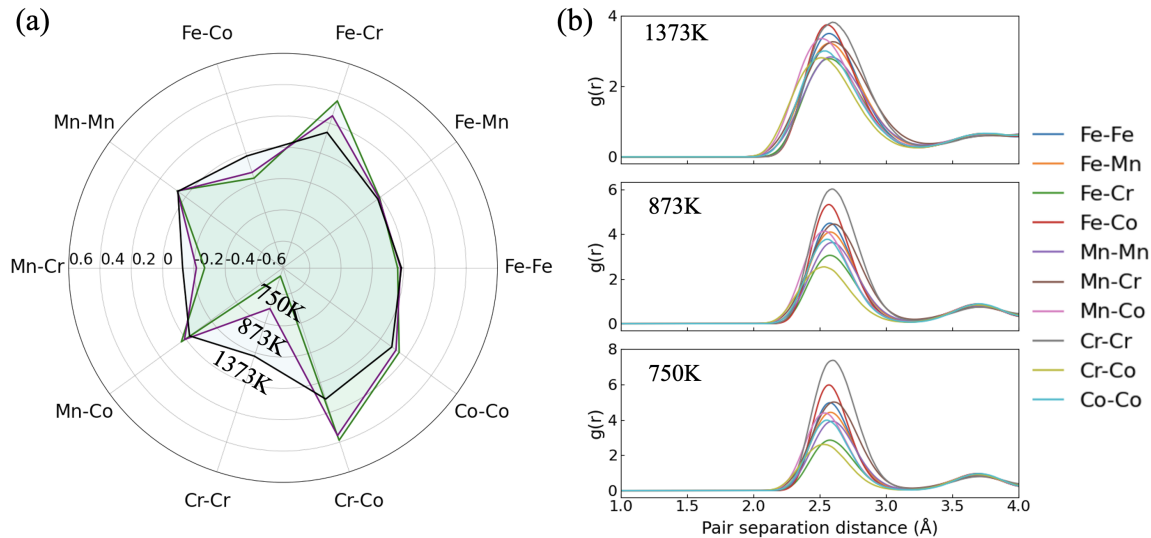 (a)
Fe-Co
Fe-Cr
Mn-Mn
Fe-Mn
Mn-Cr
0.6 0.4 0.2 0 -0.2 -0.4 -0.6
Fe-Fe
750K
873K
1373K
Mn-Co
Co-Co
Cr-Cr
Cr-Co
(b)
1373K
4
2
0
g(r)
873K
6
4
2
0
g(r)
750K
8
6
4
2
0
g(r)
1.0 1.5 2.0 2.5 3.0 3.5 4.0
Pair separation distance (Å)
Fe-Fe
Fe-Mn
Fe-Cr
Fe-Co
Mn-Mn
Mn-Cr
Mn-Co
Cr-Cr
Cr-Co
Co-Co